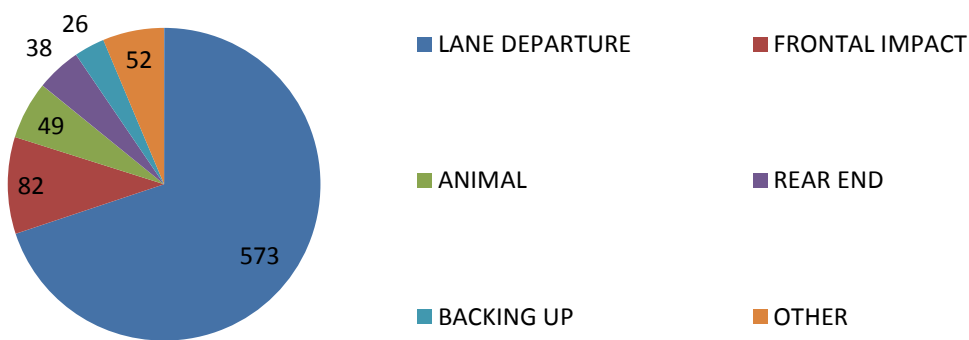 26
38
52
49
82
573
LANE DEPARTURE
FRONTAL IMPACT
ANIMAL
REAR END
BACKING UP
OTHER